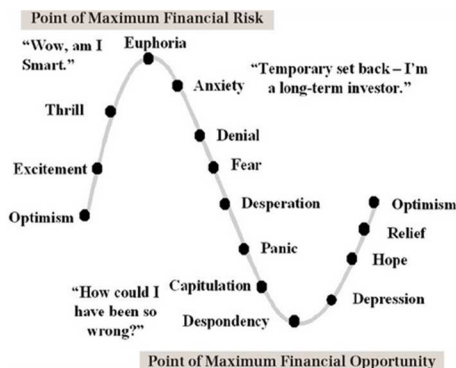 Point of Maximum Financial Risk
"Wow, am I
Smart."
Euphoria
"Temporary set back – I'm
a long-term investor."
Anxiety
Thrill
Denial
Fear
Excitement
Desperation
Optimism
Optimism
Relief
Panic
Hope
Capitulation
"How could I
have been so
wrong?"
Depression
Despondency
Point of Maximum Financial Opportunity